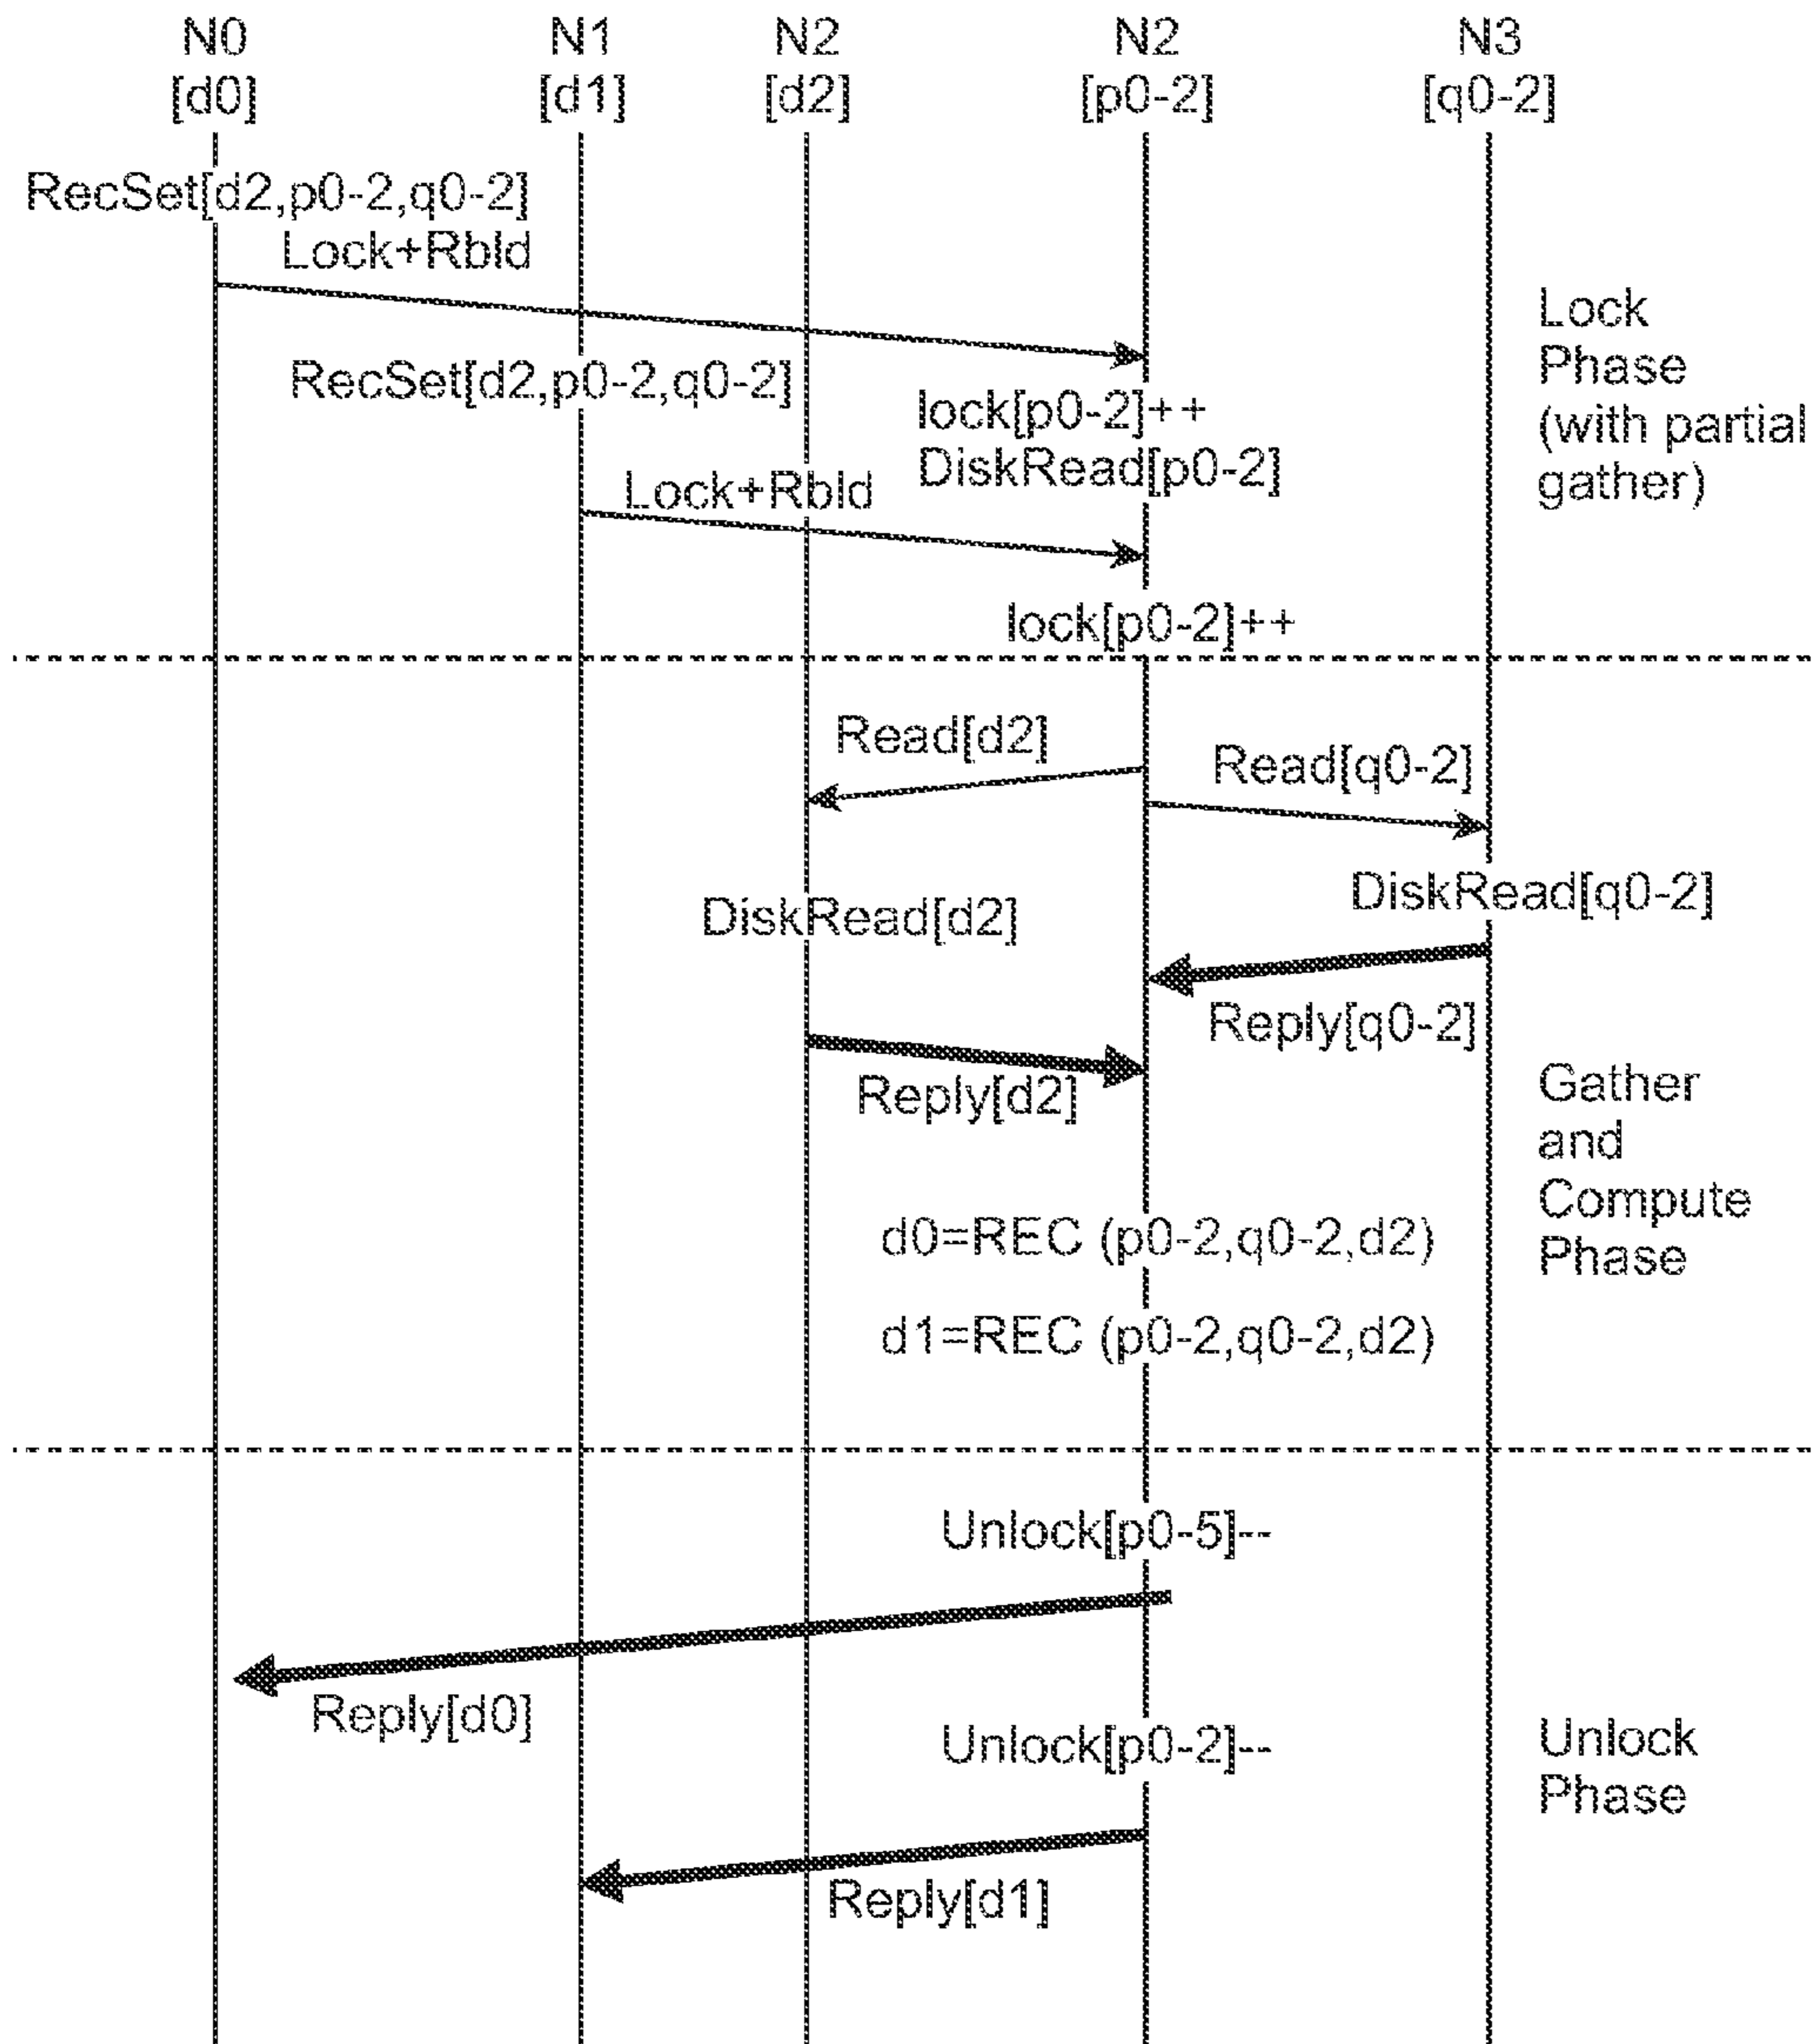 N0 N1 N2 N2 N3
[d0] [d1] [d2] [p0-2] [q0-2]
RecSet[d2,p0-2,q0-2]
Lock+Rbld
RecSet[d2,p0-2,q0-2]
lock[p0-2]++
DiskRead[p0-2]
Lock+Rbld
lock[p0-2]++
Lock
Phase
(with partial
gather)
Read[d2]
Read[q0-2]
DiskRead[q0-2]
DiskRead[d2]
Reply[q0-2]
Reply[d2]
d0=REC (p0-2,q0-2,d2)
d1=REC (p0-2,q0-2,d2)
Gather
and
Compute
Phase
Unlock[p0-5]--
Reply[d0]
Unlock[p0-2]--
Reply[d1]
Unlock
Phase